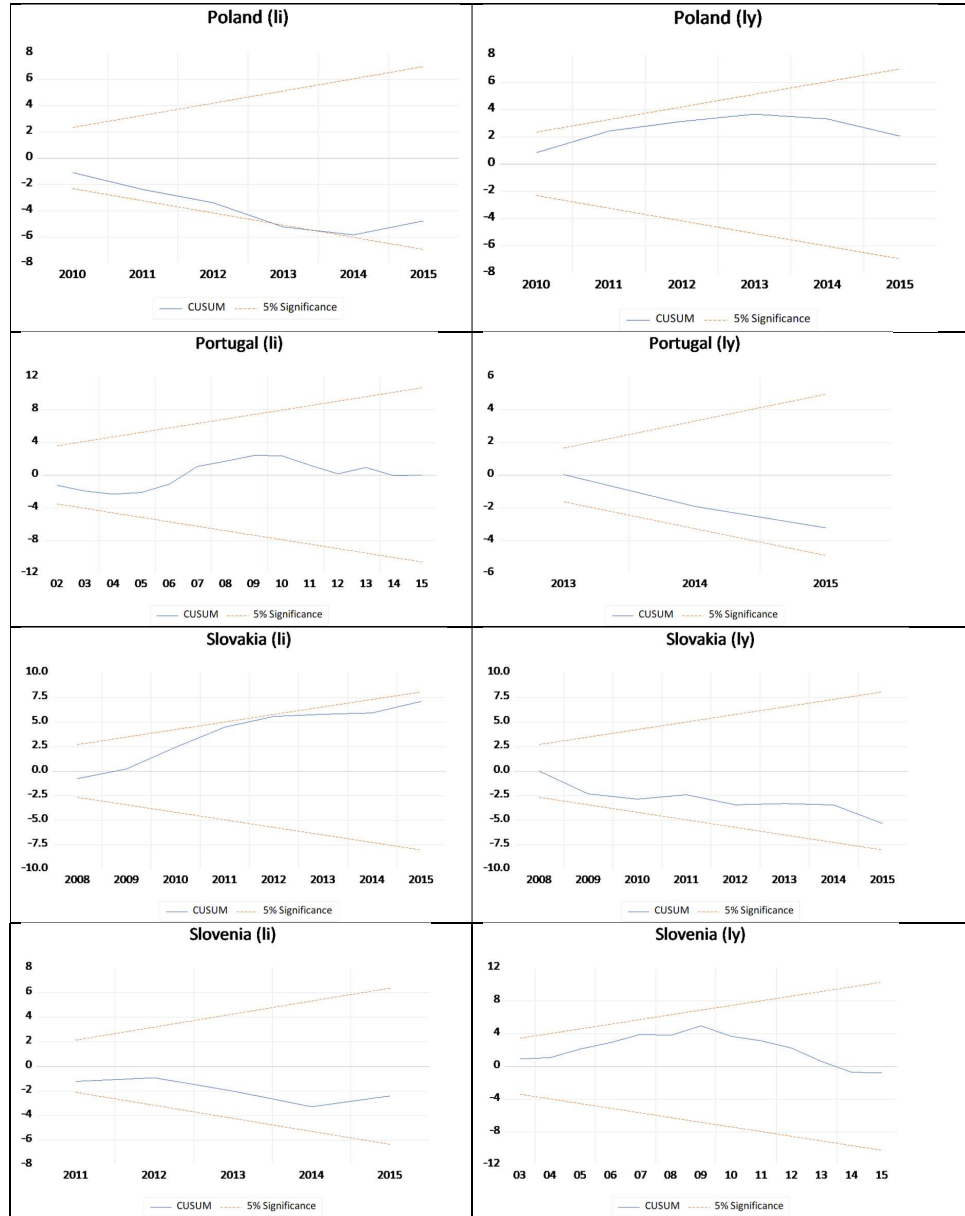 Poland (li)
8
6
4
2
0
-2
-4
-6
-8
2010 2011 2012 2013 2014 2015
CUSUM 5% Significance
Poland (ly)
8
6
4
2
0
-2
-4
-6
-8
2010 2011 2012 2013 2014 2015
CUSUM 5% Significance
Portugal (li)
12
8
4
0
-4
-8
-12
02 03 04 05 06 07 08 09 10 11 12 13 14 15
CUSUM 5% Significance
Portugal (ly)
6
4
2
0
-2
-4
-6
2013 2014 2015
CUSUM 5% Significance
Slovakia (li)
10.0
7.5
5.0
2.5
0.0
-2.5
-5.0
-7.5
-10.0
2008 2009 2010 2011 2012 2013 2014 2015
CUSUM 5% Significance
Slovakia (ly)
10.0
7.5
5.0
2.5
0.0
-2.5
-5.0
-7.5
-10.0
2008 2009 2010 2011 2012 2013 2014 2015
CUSUM 5% Significance
Slovenia (li)
8
6
4
2
0
-2
-4
-6
-8
2011 2012 2013 2014 2015
CUSUM 5% Significance
Slovenia (ly)
12
8
4
0
-4
-8
-12
03 04 05 06 07 08 09 10 11 12 13 14 15
CUSUM 5% Significance